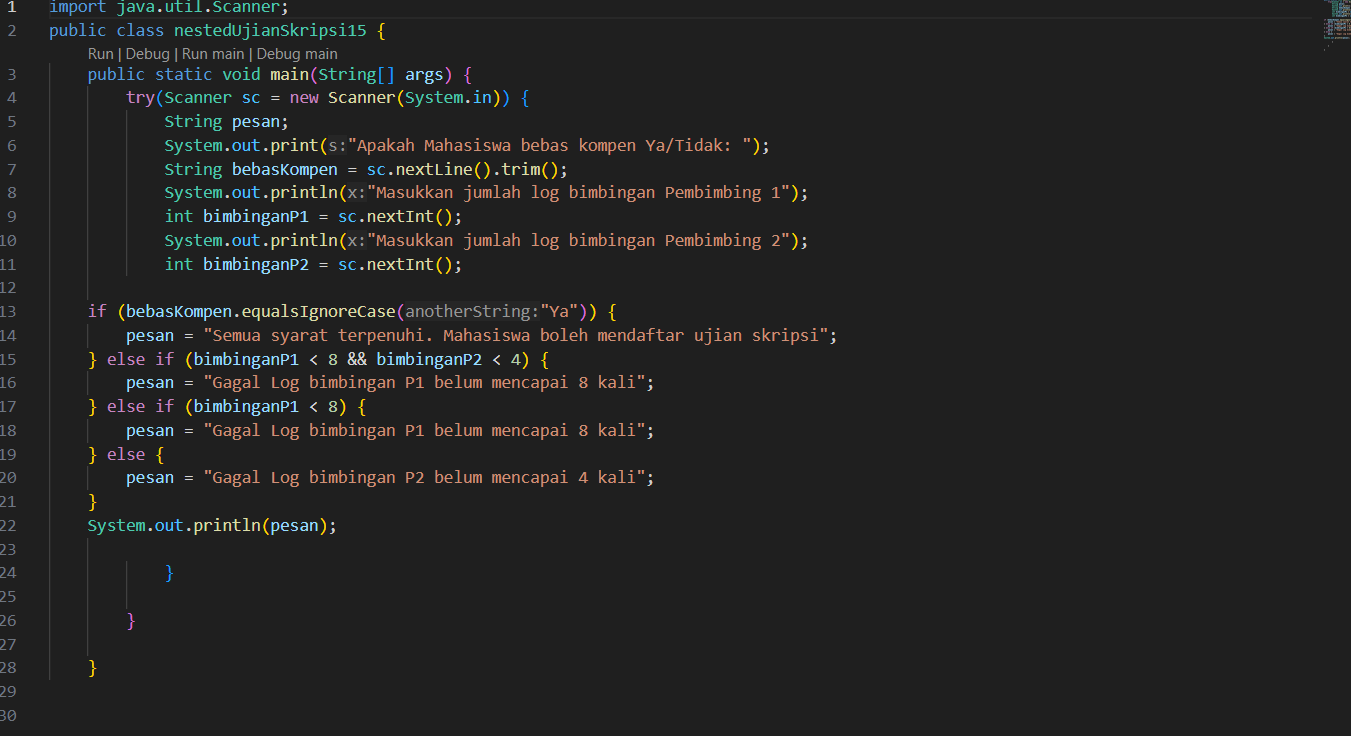 1 import java.util.Scanner;
2 public class nestedUjianSkripsi15 {
Run | Debug | Run main | Debug main
3 public static void main(String[] args) {
4 try(Scanner sc = new Scanner(System.in)) {
5 String pesan;
6 System.out.print(s:"Apakah Mahasiswa bebas kompen Ya/Tidak: ");
7 String bebasKompen = sc.nextLine().trim();
8 System.out.println(x:"Masukkan jumlah log bimbingan Pembimbing 1");
9 int bimbinganP1 = sc.nextInt();
10 System.out.println(x:"Masukkan jumlah log bimbingan Pembimbing 2");
11 int bimbinganP2 = sc.nextInt();
12
13 if (bebasKompen.equalsIgnoreCase(anotherString:"Ya")) {
14 pesan = "Semua syarat terpenuhi. Mahasiswa boleh mendaftar ujian skripsi";
15 } else if (bimbinganP1 < 8 && bimbinganP2 < 4) {
16 pesan = "Gagal Log bimbingan P1 belum mencapai 8 kali";
17 } else if (bimbinganP1 < 8) {
18 pesan = "Gagal Log bimbingan P1 belum mencapai 8 kali";
19 } else {
20 pesan = "Gagal Log bimbingan P2 belum mencapai 4 kali";
21 }
22 System.out.println(pesan);
23
24 }
25
26 }
27
28 }
29
30